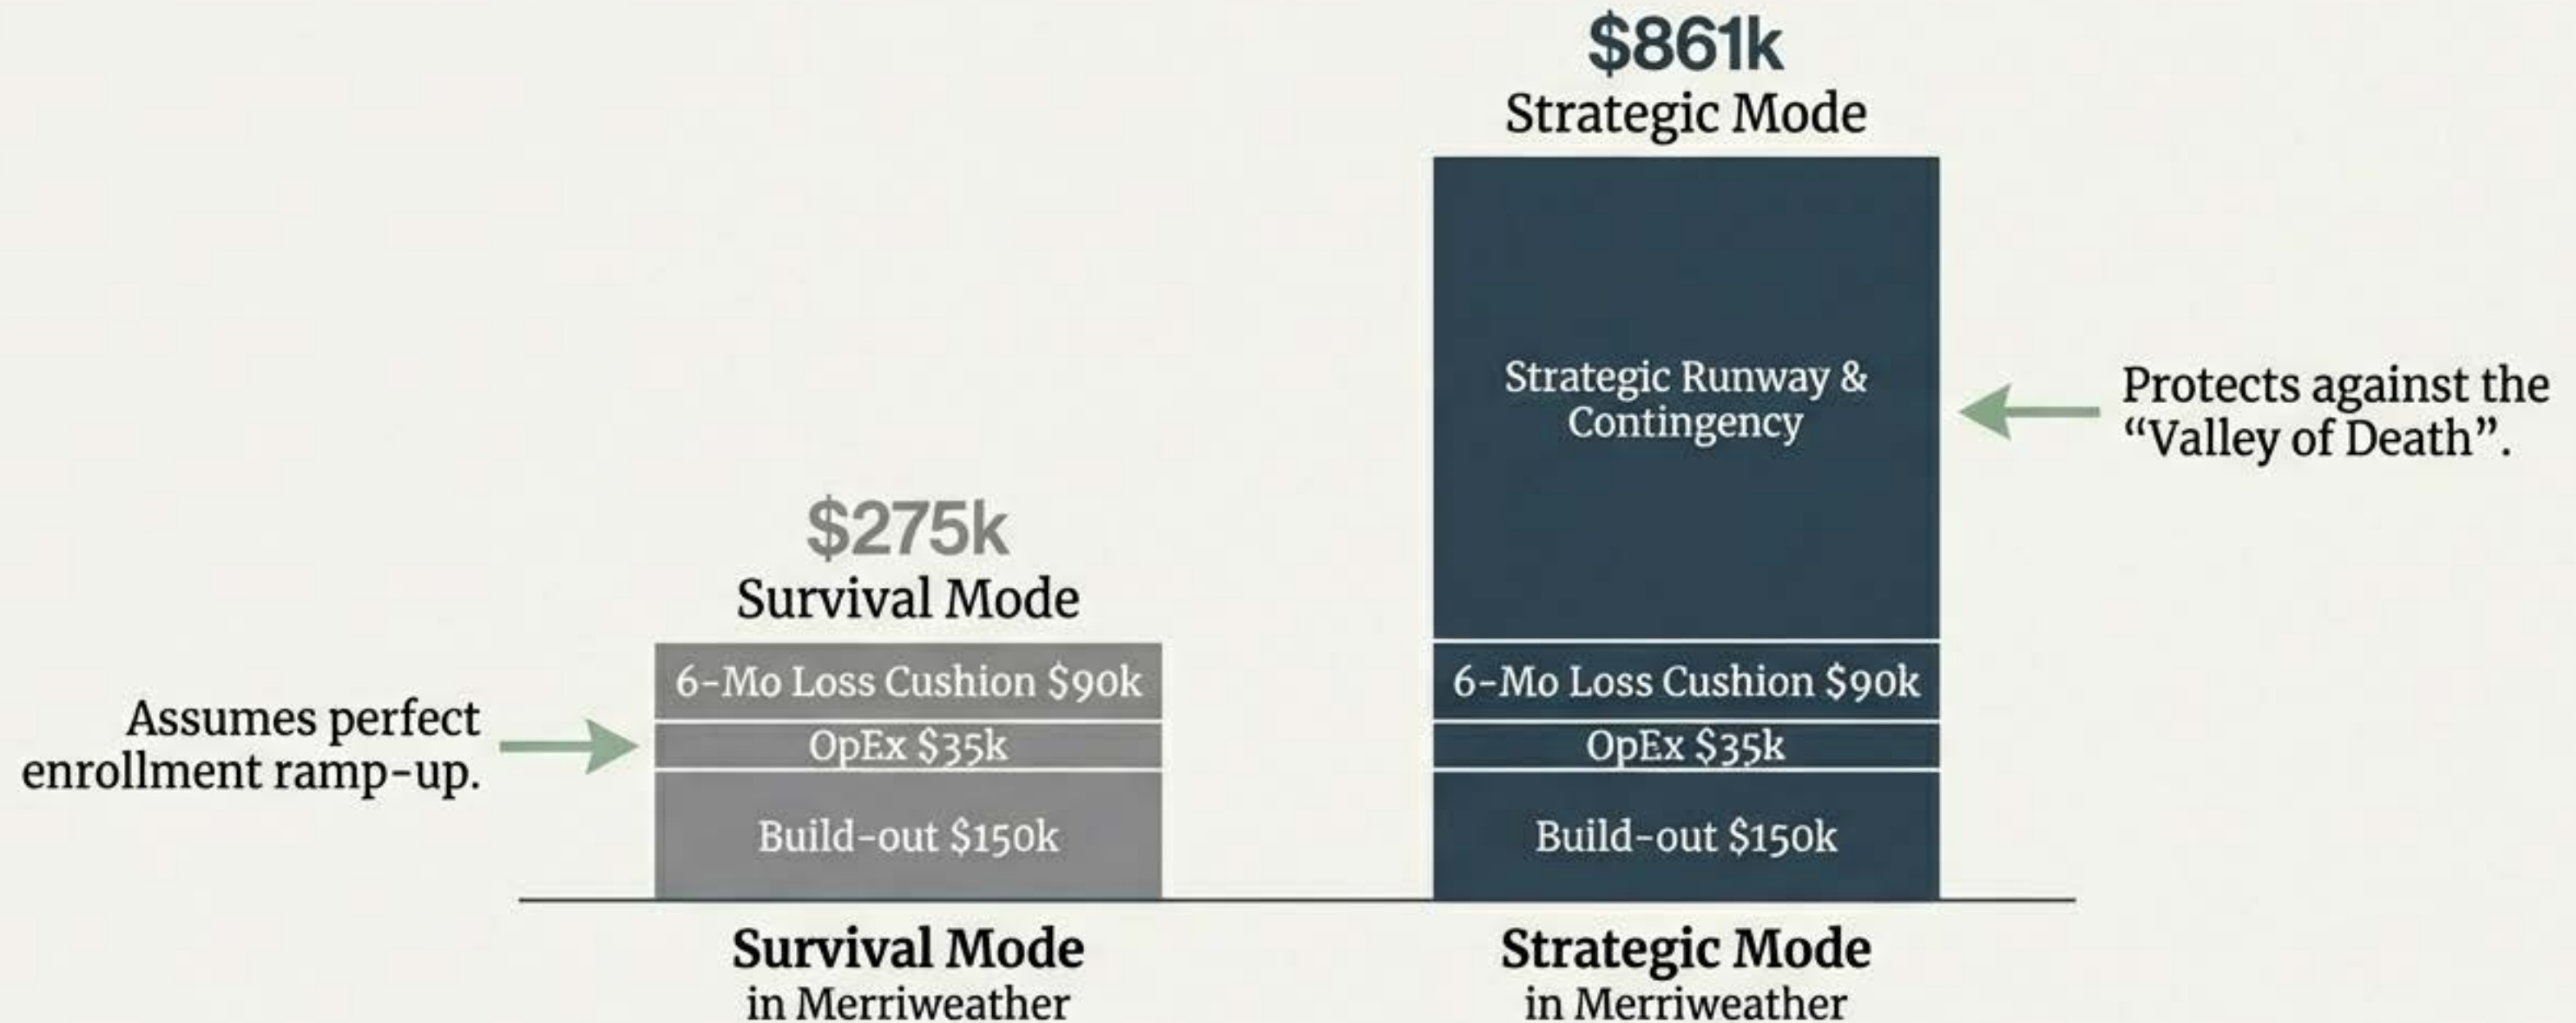 $861k
Strategic Mode
Strategic Runway &
Contingency
Protects against the
“Valley of Death”.
$275k
Survival Mode
6-Mo Loss Cushion $90k
6-Mo Loss Cushion $90k
Assumes perfect
enrollment ramp-up.
OpEx $35k
OpEx $35k
Build-out $150k
Build-out $150k
Survival Mode
in Merriweather
Strategic Mode
in Merriweather